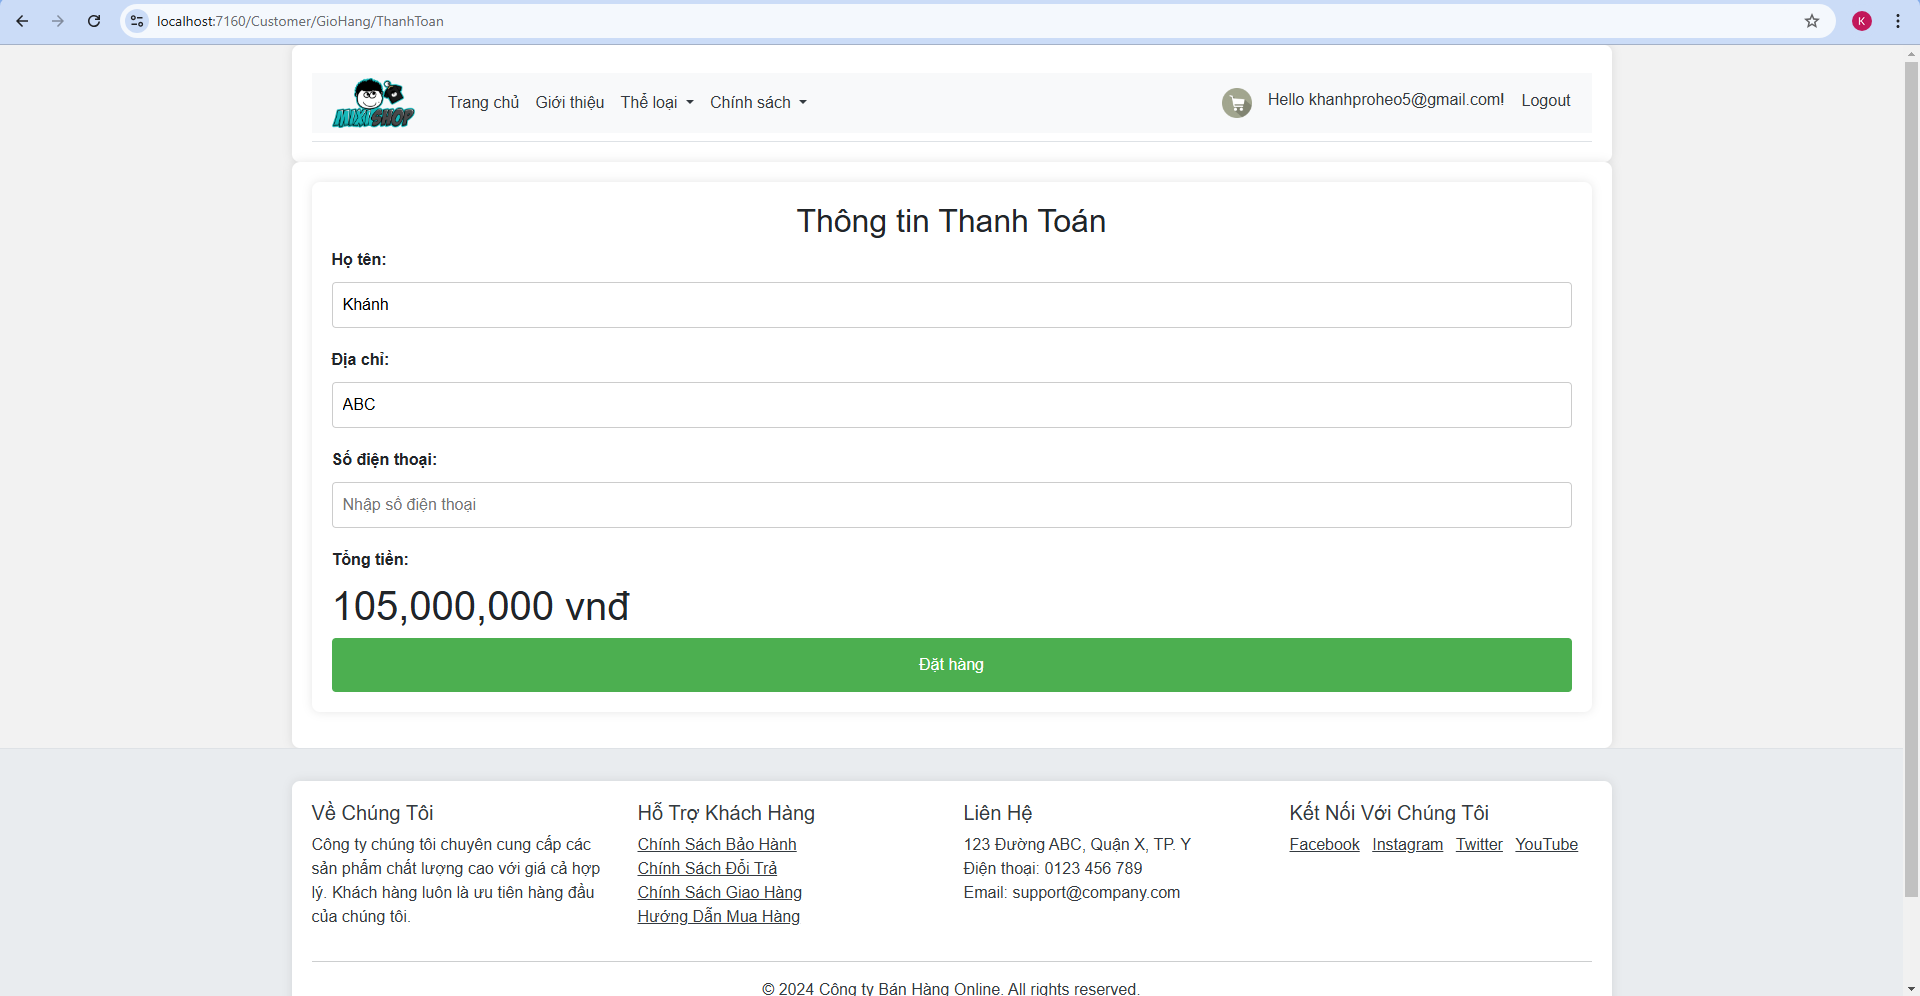 localhost:7160/Customer/GioHang/ThanhToan
K
MIXI SHOP
Trang chủ Giới thiệu Thể loại Chính sách
Hello khanhproheo5@gmail.com! Logout
Thông tin Thanh Toán
Họ tên:
Khánh
Địa chỉ:
ABC
Số điện thoại:
Nhập số điện thoại
Tổng tiền:
105,000,000 vnđ
Đặt hàng
Về Chúng Tôi
Công ty chúng tôi chuyên cung cấp các
sản phẩm chất lượng cao với giá cả hợp
lý. Khách hàng luôn là ưu tiên hàng đầu
của chúng tôi.
Hỗ Trợ Khách Hàng
Chính Sách Bảo Hành
Chính Sách Đổi Trả
Chính Sách Giao Hàng
Hướng Dẫn Mua Hàng
Liên Hệ
123 Đường ABC, Quận X, TP. Y
Điện thoại: 0123 456 789
Email: support@company.com
Kết Nối Với Chúng Tôi
Facebook Instagram Twitter YouTube
© 2024 Công ty Bán Hàng Online. All rights reserved.